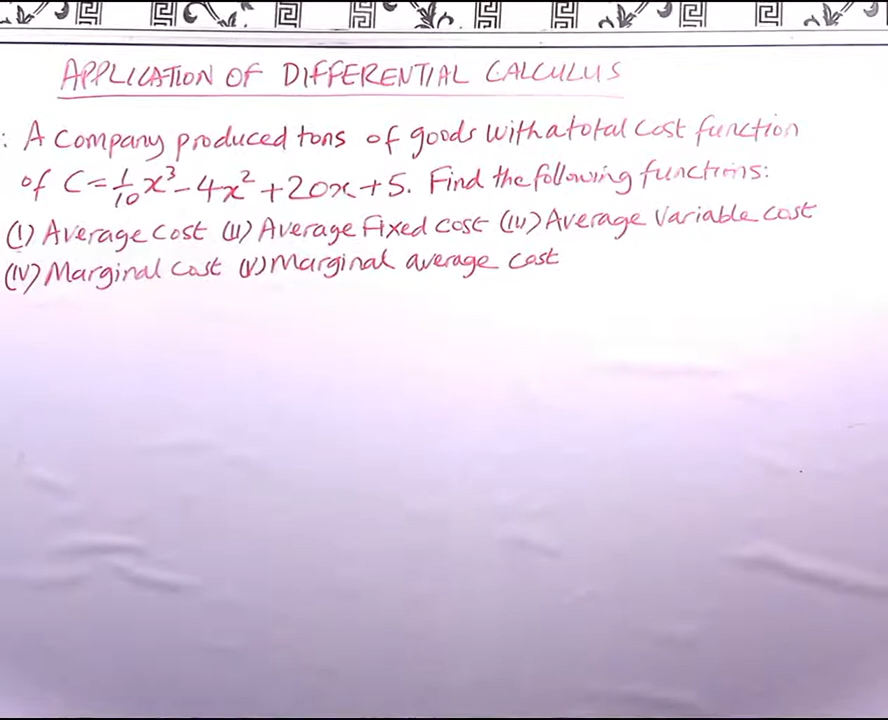 APPLICATION OF DIFFERENTIAL CALCULUS
: A company produced tons of goods with a total cost function
of C = 1/10 x³ - 4x² + 20x + 5. Find the following functions:
(I) Average cost (II) Average Fixed cost (III) Average Variable cost
(IV) Marginal cost (V) Marginal average cost